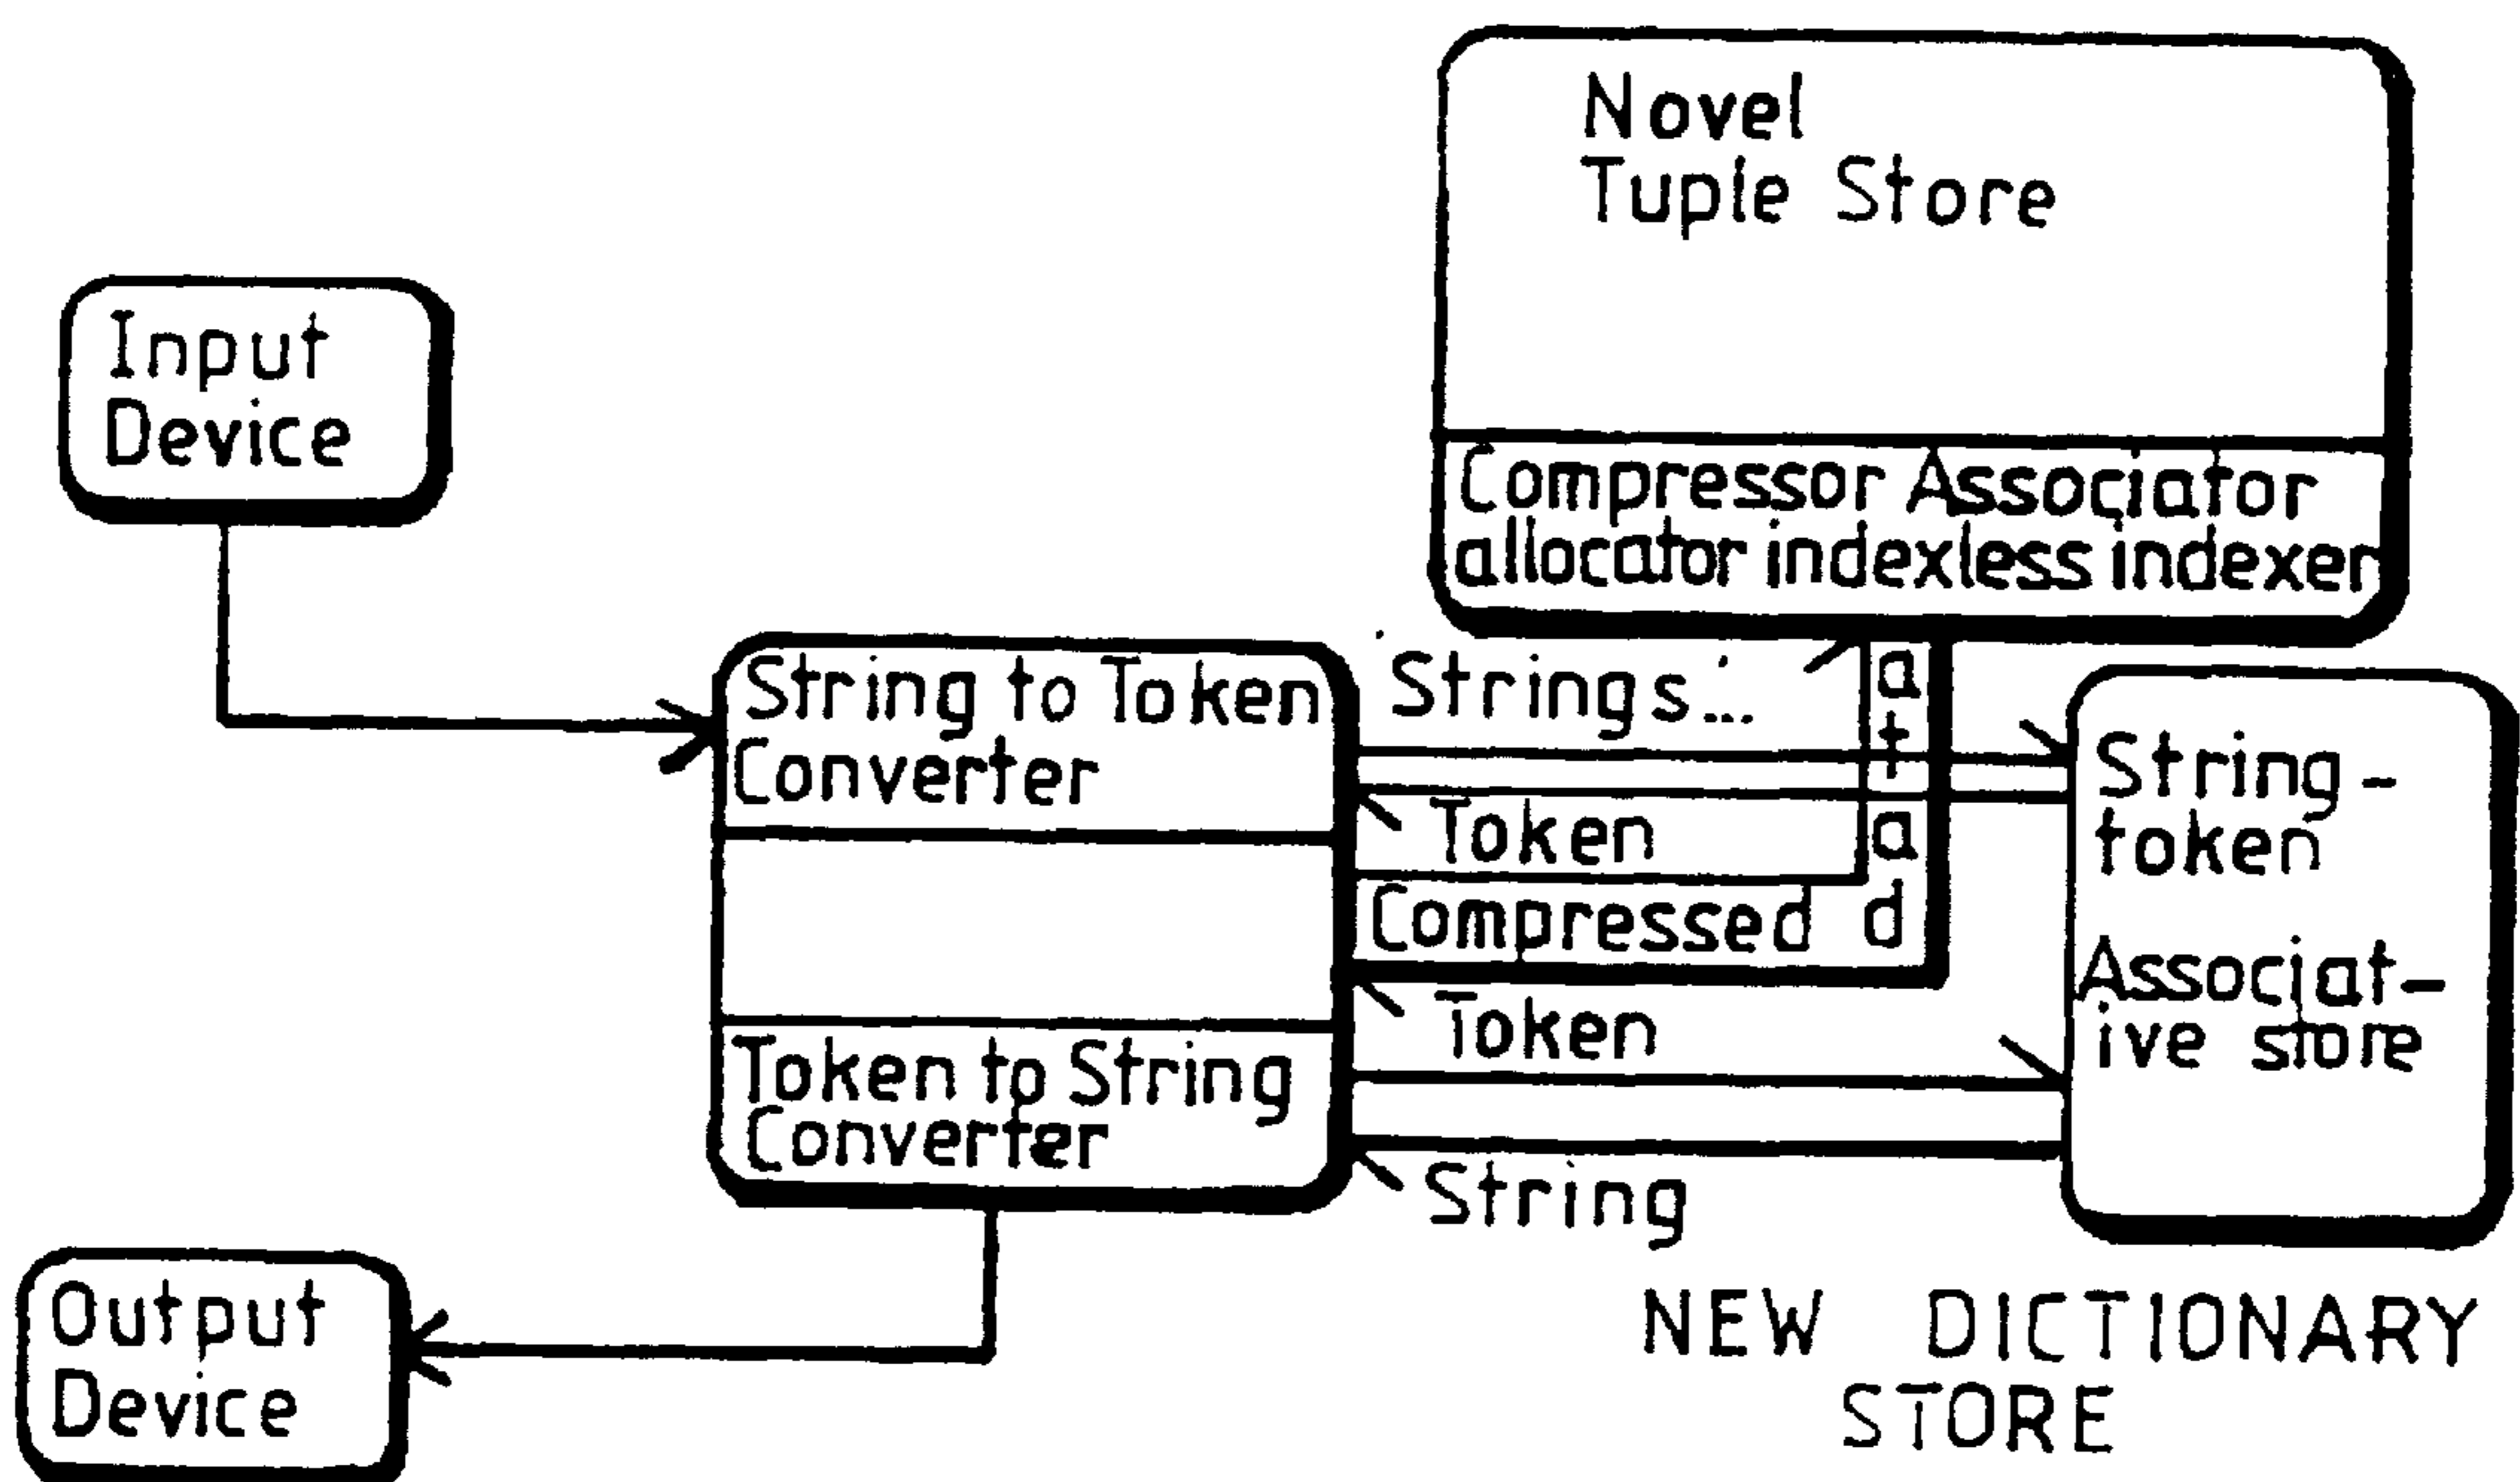 Novel
Tuple Store
Compressor Associator
allocator indexless indexer
Input
Device
String to Token
Converter
Token to String
Converter
Strings
Token
Compressed d
a
t
a
Token
String
String-
token
Associat-
ive store
Output
Device
NEW DICTIONARY
STORE